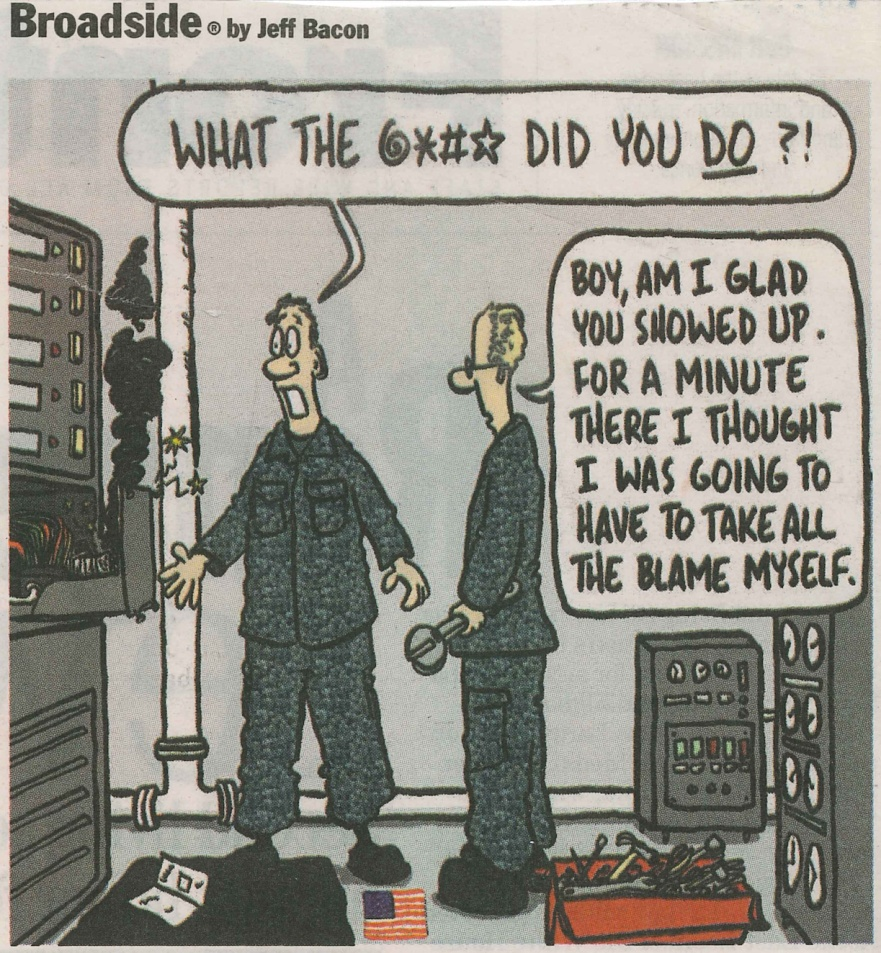 Broadside ® by Jeff Bacon
WHAT THE @*#☆ DID YOU DO ?!
BOY, AM I GLAD
YOU SHOWED UP.
FOR A MINUTE
THERE I THOUGHT
I WAS GOING TO
HAVE TO TAKE ALL
THE BLAME MYSELF.